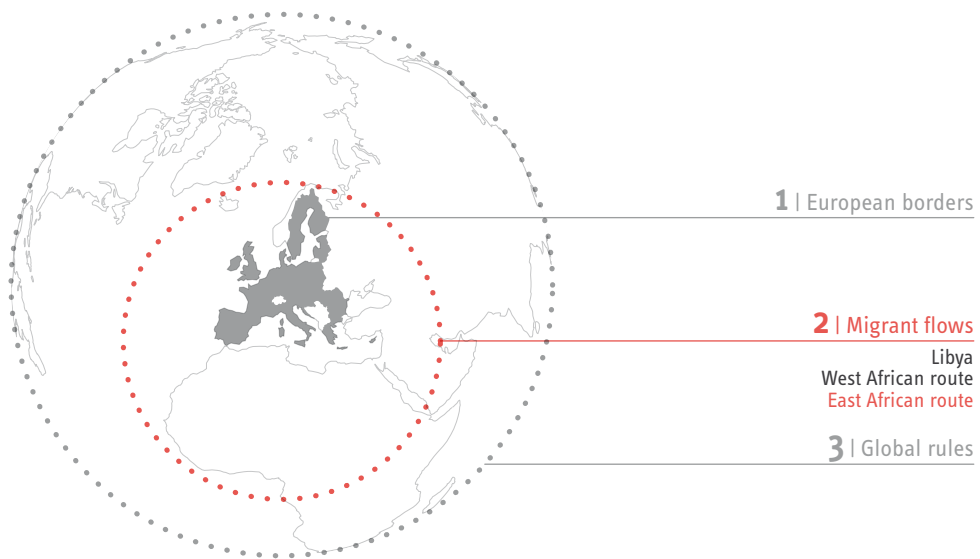 1 | European borders
2 | Migrant flows
Libya
West African route
East African route
3 | Global rules